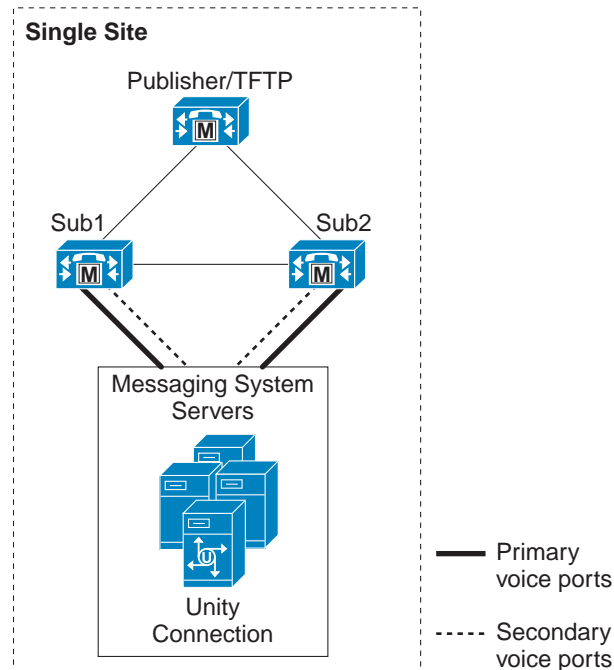 Single Site
Publisher/TFTP
M
Sub1
Sub2
M
M
Messaging System
Servers
U
Unity
Connection
Primary
voice ports
Secondary
voice ports